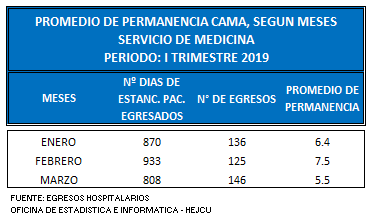 PROMEDIO DE PERMANENCIA CAMA, SEGUN MESES
SERVICIO DE MEDICINA
PERIODO: I TRIMESTRE 2019
MESES
Nº DIAS DE
ESTANC. PAC.
EGRESADOS
N° DE EGRESOS
PROMEDIO DE
PERMANENCIA
ENERO 870 136 6.4
FEBRERO 933 125 7.5
MARZO 808 146 5.5
FUENTE: EGRESOS HOSPITALARIOS
OFICINA DE ESTADISTICA E INFORMATICA - HEJCU